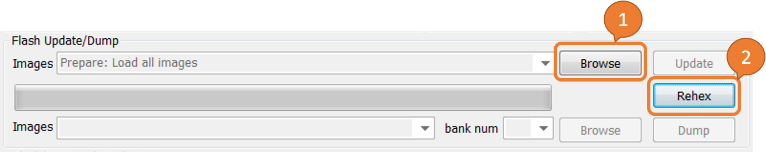 1
Flash Update/Dump
2
Images Prepare: Load all images Browse Update
Rehex
Images bank num Browse Dump